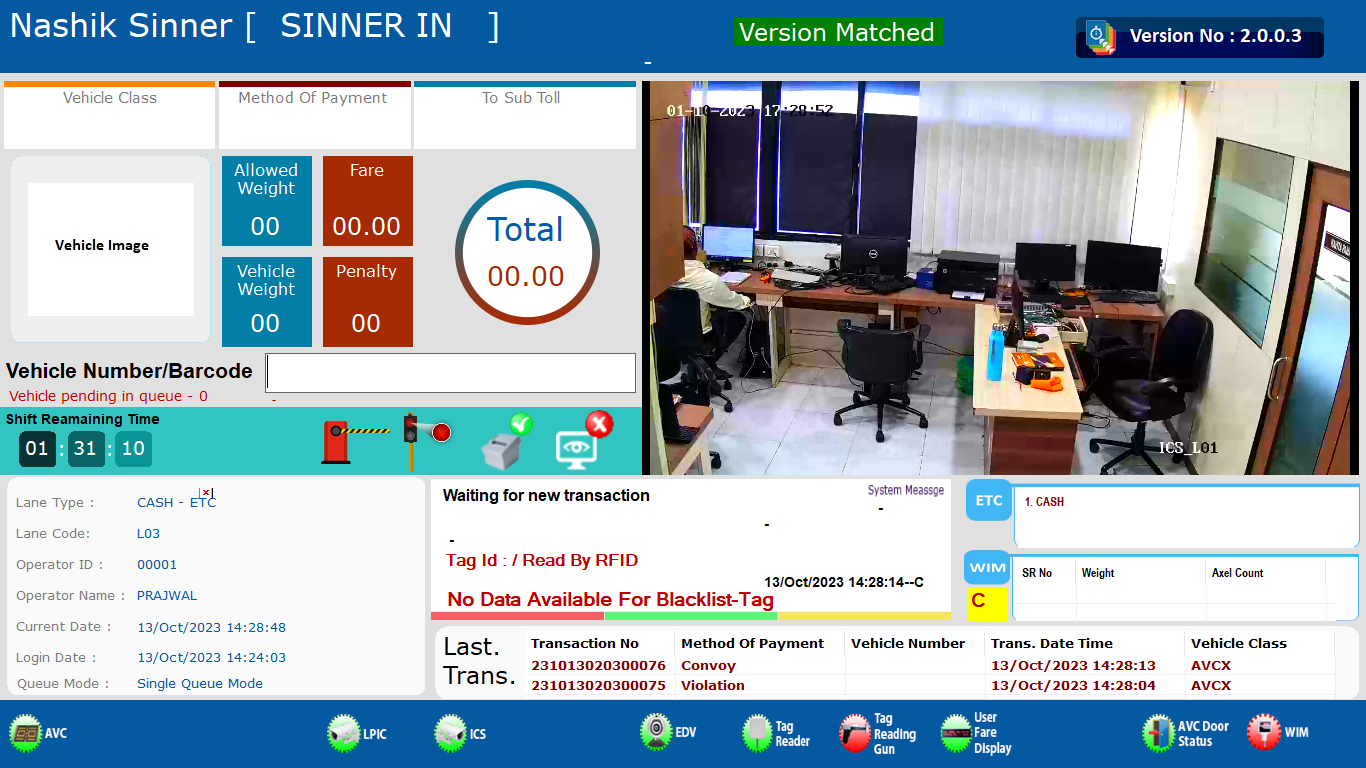 Nashik Sinner [ SINNER IN ]
Version Matched
Version No : 2.0.0.3
-
Vehicle Class
Method Of Payment
To Sub Toll
Vehicle Image
Allowed
Weight
00
Fare
00.00
Vehicle
Weight
00
Penalty
00
Total
00.00
Vehicle Number/Barcode
Vehicle pending in queue - 0
-
Shift Reamaining Time
01 : 31 : 10
17:28:52
ICS_L01
DELL
Lane Type : CASH - ETC
Lane Code: L03
Operator ID : 00001
Operator Name : PRAJWAL
Current Date : 13/Oct/2023 14:28:48
Login Date : 13/Oct/2023 14:24:03
Queue Mode : Single Queue Mode
Waiting for new transaction
System Meassge
-
-
-
Tag Id : / Read By RFID
13/Oct/2023 14:28:14--C
No Data Available For Blacklist-Tag
ETC
1. CASH
WIM
C
SR No Weight Axel Count
Last.
Trans.
Transaction No Method Of Payment Vehicle Number Trans. Date Time Vehicle Class
231013020300076 Convoy 13/Oct/2023 14:28:13 AVCX
231013020300075 Violation 13/Oct/2023 14:28:04 AVCX
AVC
LPIC
ICS
EDV
Tag
Reader
Tag
Reading
Gun
User
Fare
Display
AVC Door
Status
WIM